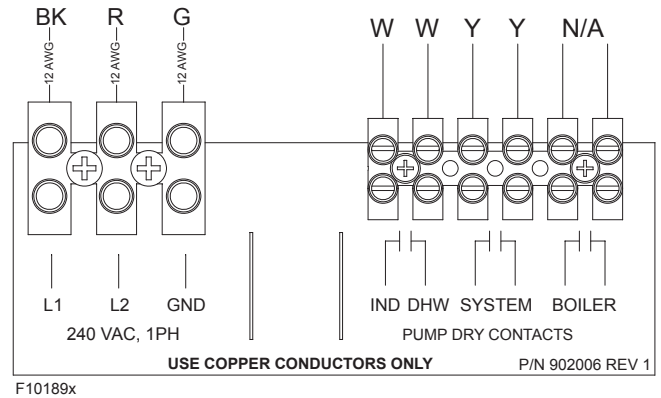 BK R G
12 AWG 12 AWG 12 AWG
W W Y Y N/A
L1 L2 GND
240 VAC, 1PH
IND DHW SYSTEM BOILER
PUMP DRY CONTACTS
USE COPPER CONDUCTORS ONLY
P/N 902006 REV 1
F10189x